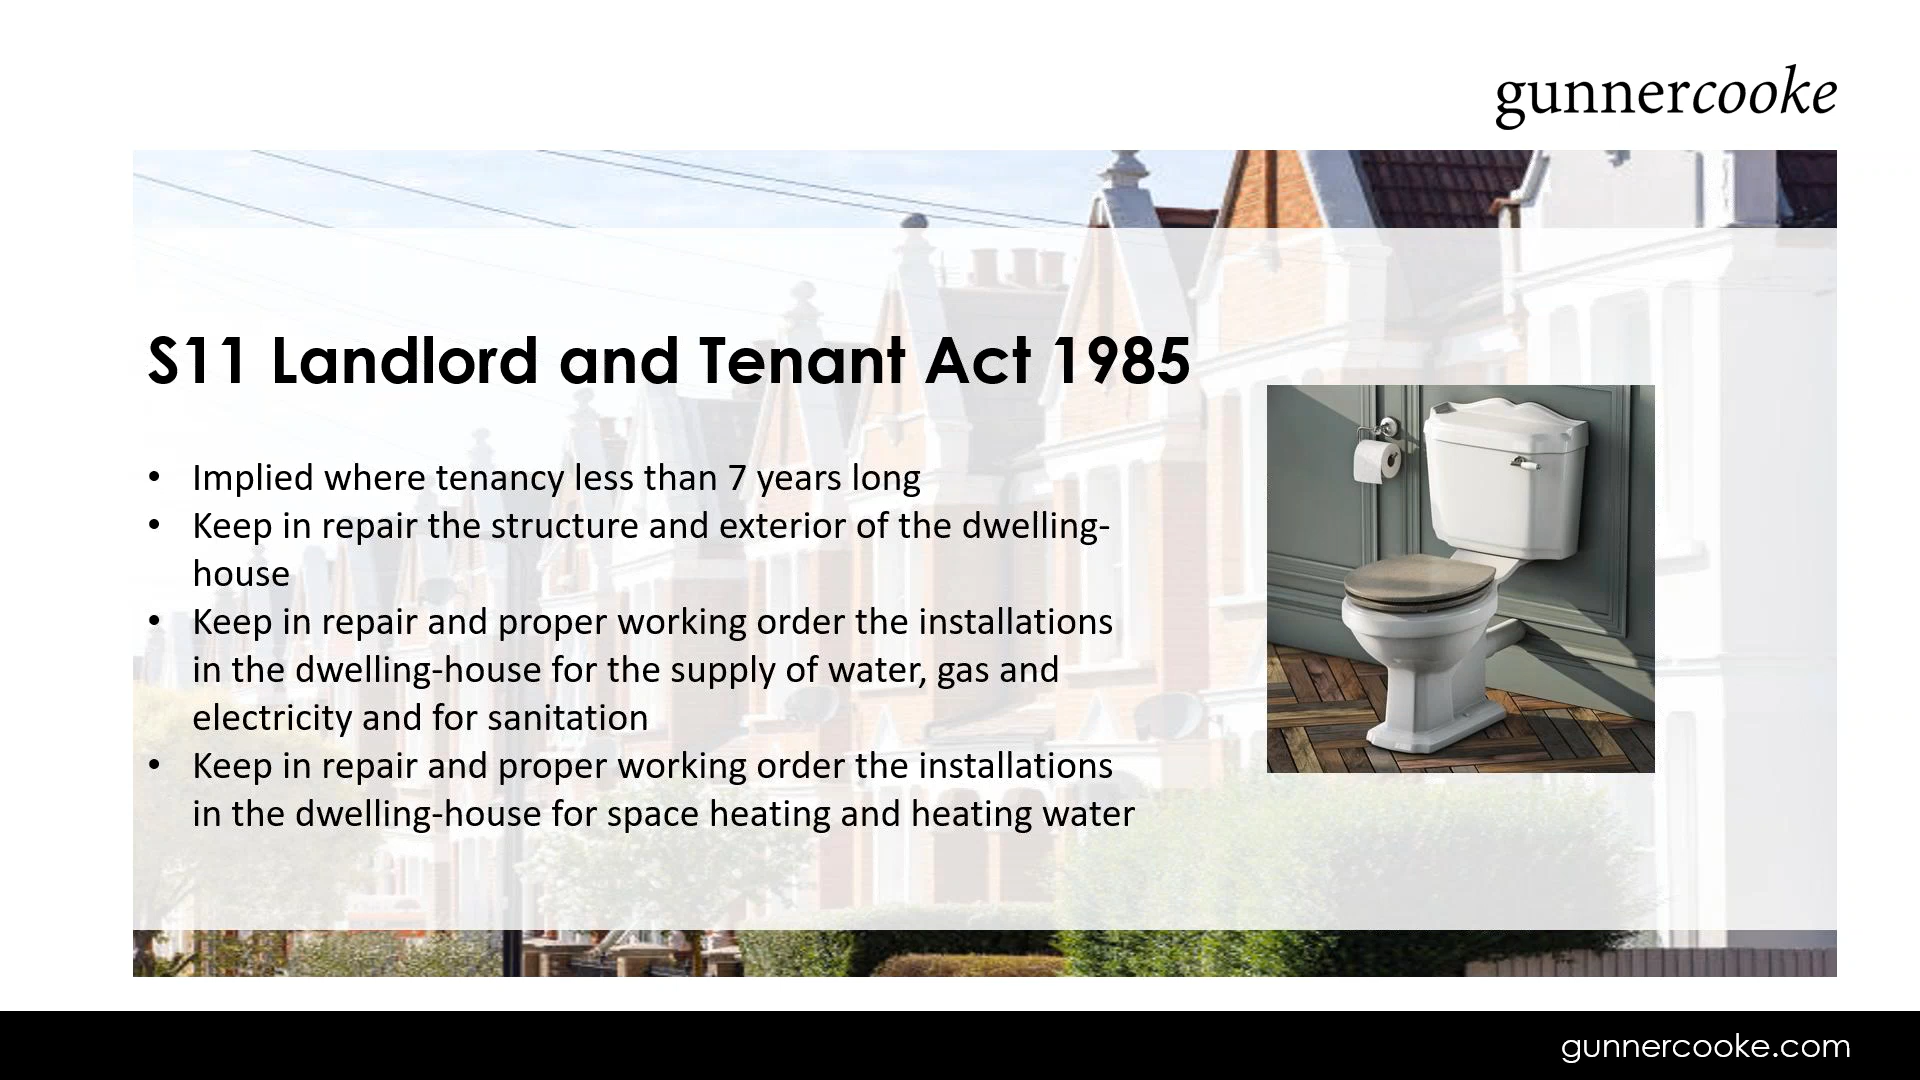 gunnercooke
S11 Landlord and Tenant Act 1985
• Implied where tenancy less than 7 years long
• Keep in repair the structure and exterior of the dwelling-
house
• Keep in repair and proper working order the installations
in the dwelling-house for the supply of water, gas and
electricity and for sanitation
• Keep in repair and proper working order the installations
in the dwelling-house for space heating and heating water
gunnercooke.com